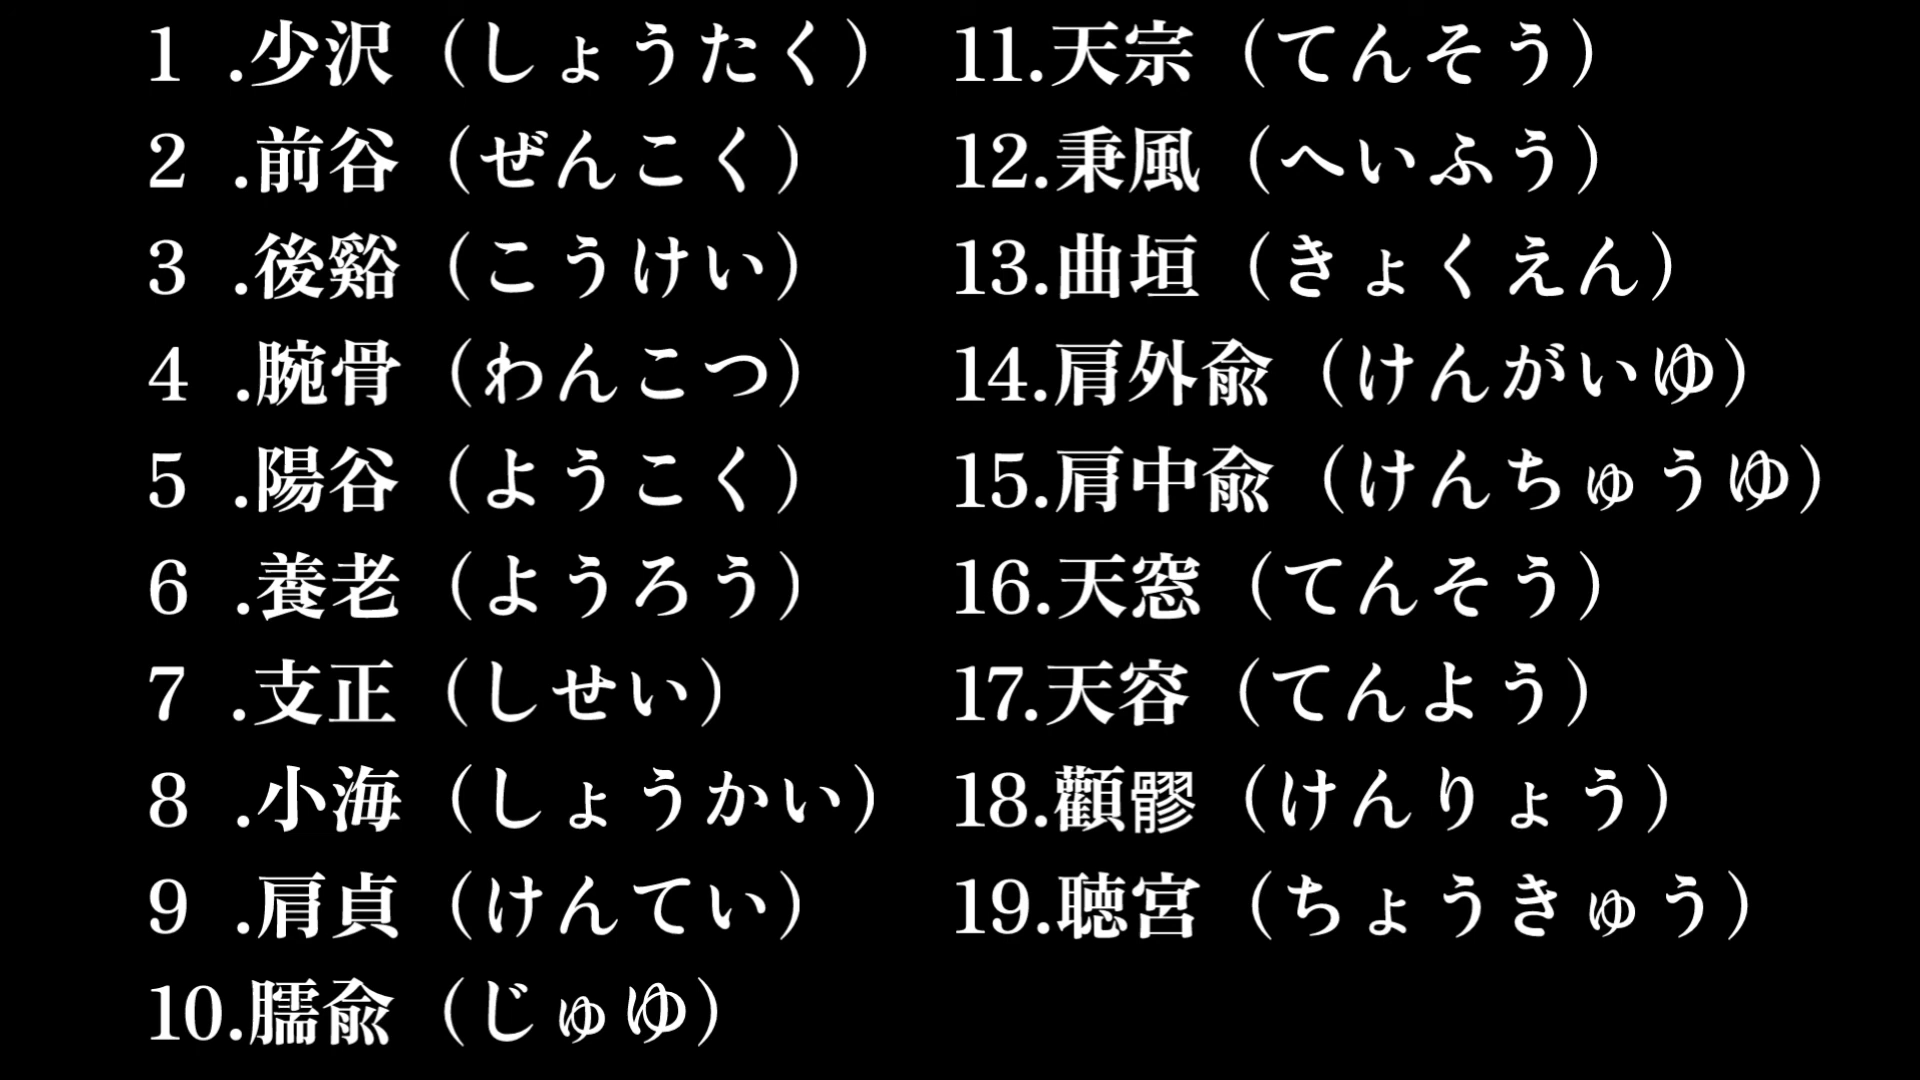 1 .少沢（しょうたく）
2 .前谷（ぜんこく）
3 .後谿（こうけい）
4 .腕骨（わんこつ）
5 .陽谷（ようこく）
6 .養老（ようろう）
7 .支正（しせい）
8 .小海（しょうかい）
9 .肩貞（けんてい）
10.臑兪（じゅゆ）
11.天宗（てんそう）
12.秉風（へいふう）
13.曲垣（きょくえん）
14.肩外兪（けんがいゆ）
15.肩中兪（けんちゅうゆ）
16.天窓（てんそう）
17.天容（てんよう）
18.顴髎（けんりょう）
19.聴宮（ちょうきゅう）